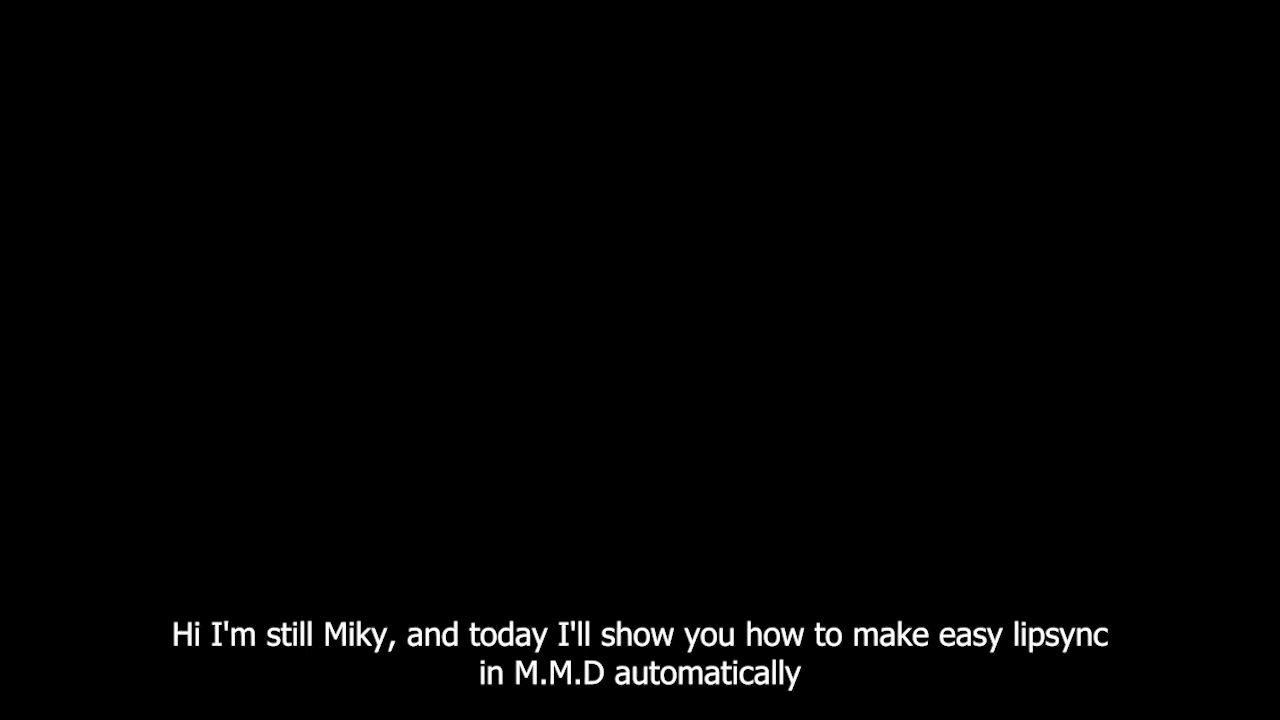 Hi I'm still Miky, and today I'll show you how to make easy lipsync
in M.M.D automatically